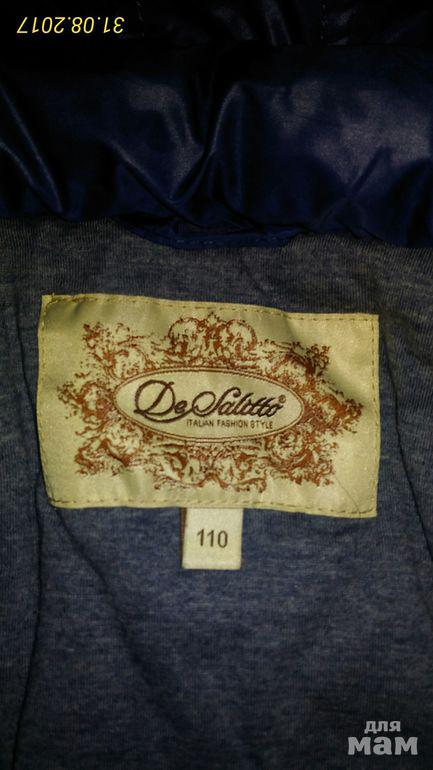 31.08.2017
De Salitto®
ITALIAN FASHION STYLE
110
для
мам